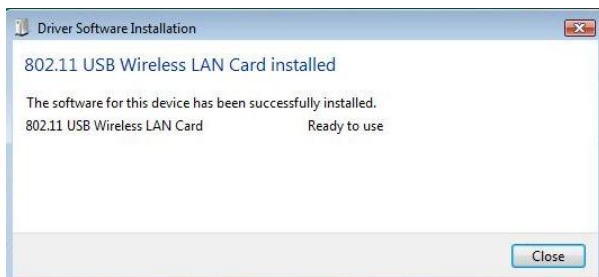 Driver Software Installation
802.11 USB Wireless LAN Card installed
The software for this device has been successfully installed.
802.11 USB Wireless LAN Card Ready to use
Close